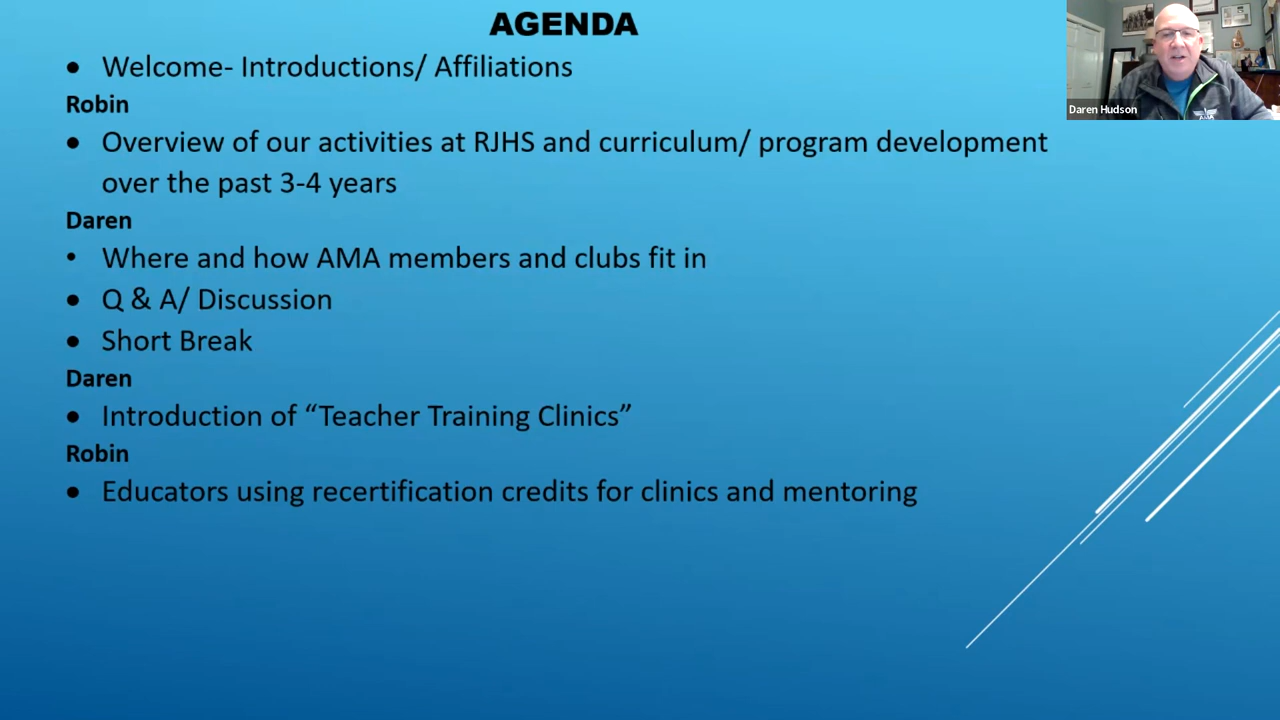 AGENDA
• Welcome- Introductions/ Affiliations
Robin
• Overview of our activities at RJHS and curriculum/ program development
over the past 3-4 years
Daren
• Where and how AMA members and clubs fit in
• Q & A/ Discussion
• Short Break
Daren
• Introduction of “Teacher Training Clinics”
Robin
• Educators using recertification credits for clinics and mentoring
Daren Hudson
AMA